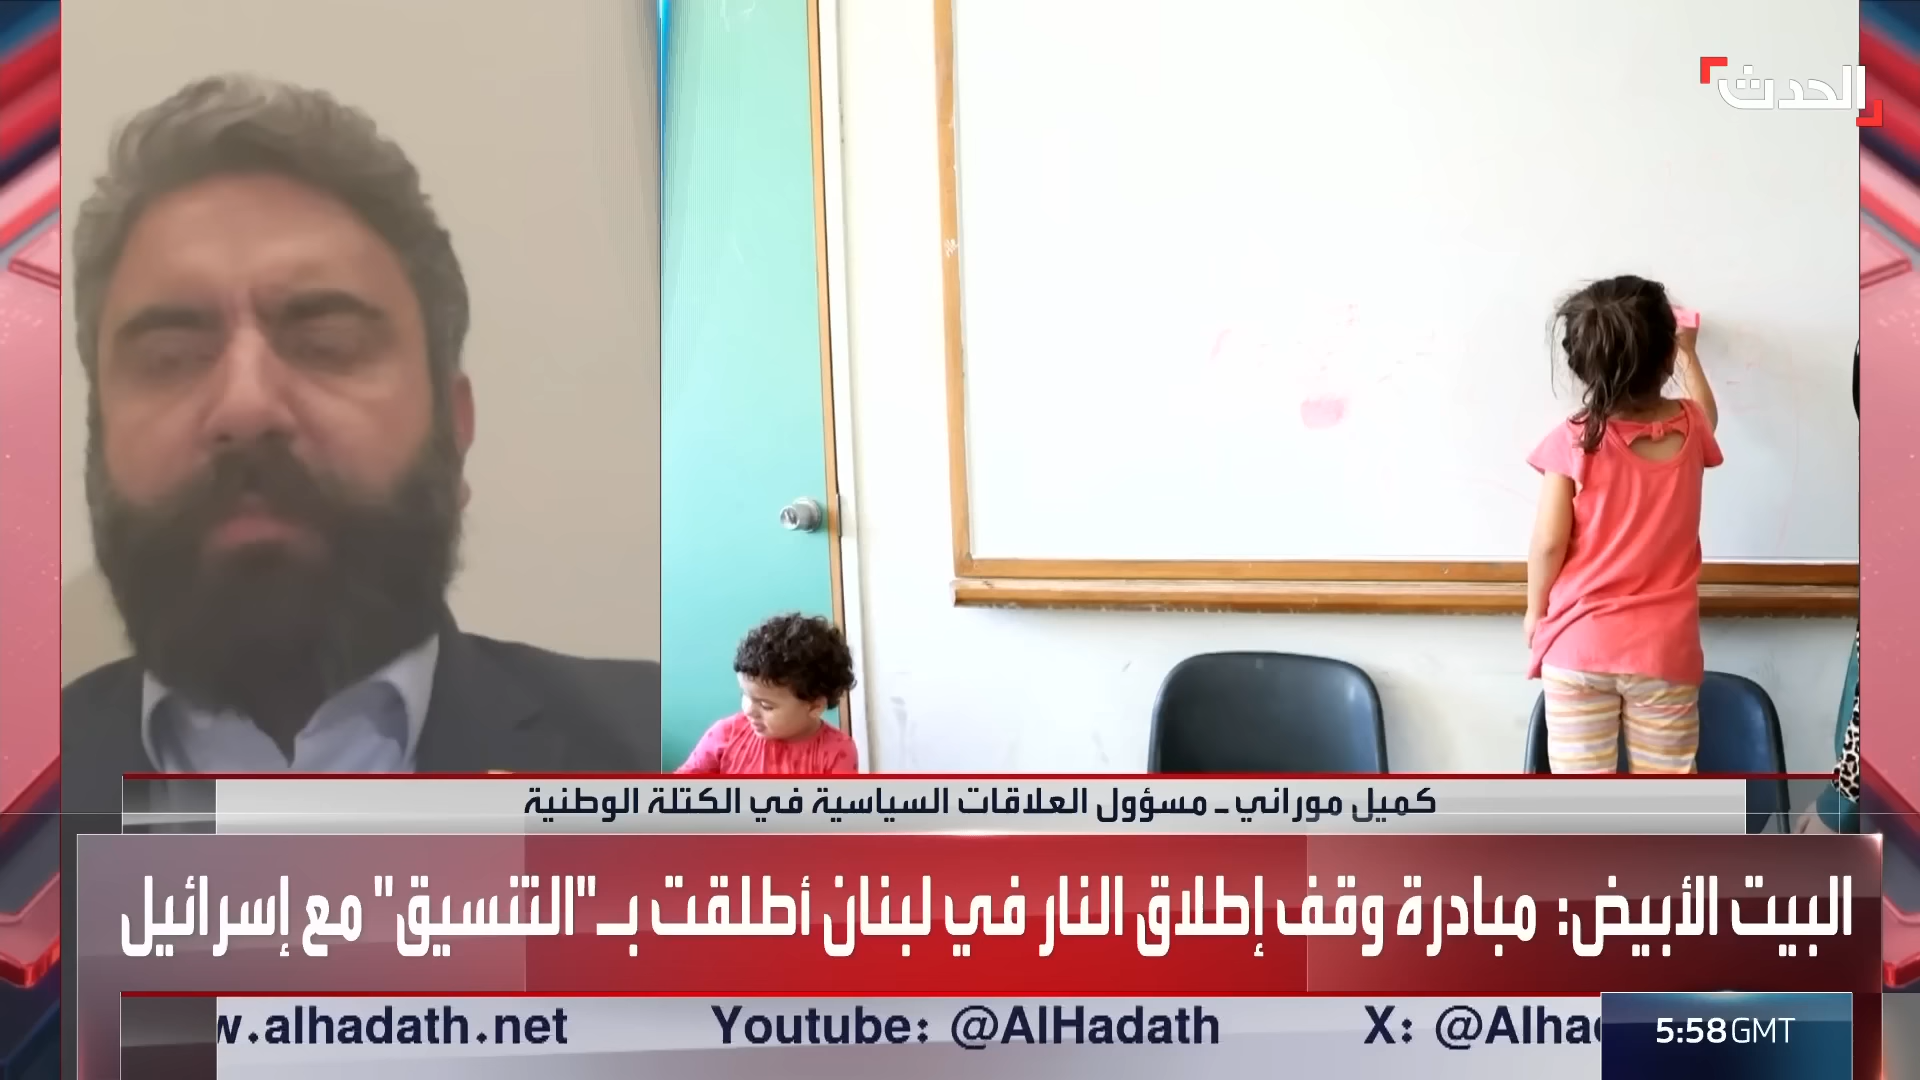 الحدث
كميل موراني - مسؤول العلاقات السياسية في الكتلة الوطنية
البيت الأبيض: مبادرة وقف إطلاق النار في لبنان أطلقت بـ"التنسيق" مع إسرائيل
w.alhadath.net Youtube: @AlHadath X: @Alha
5:58 GMT